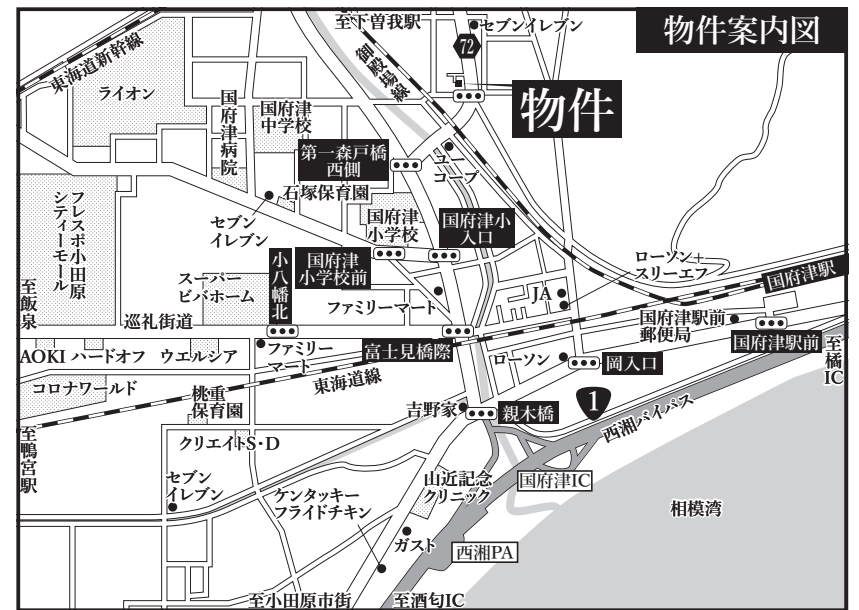 物件案内図
至下曽我駅
セブンイレブン
72
御殿場線
東海道新幹線
ライオン
国府津病院
国府津
中学校
物件
第一森戸橋
西側
ユー
コープ
石塚保育園
フレスポ小田原
シティーモール
セブン
イレブン
国府津
小学校
国府津小
入口
国府津
小学校前
小八幡北
スーパー
ビバホーム
ローソン+
スリーエフ
国府津駅
至飯泉
ファミリーマート
JA
巡礼街道
国府津駅前
郵便局
国府津駅前
至橘IC
AOKI
ハードオフ
ウエルシア
ファミリー
マート
富士見橋際
ローソン
岡入口
コロナワールド
東海道線
桃重
保育園
吉野家
親木橋
1
西湘バイパス
至鴨宮駅
クリエイトS・D
セブン
イレブン
ケンタッキー
フライドチキン
山近記念
クリニック
国府津IC
相模湾
ガスト
西湘PA
至小田原市街
至酒匂IC